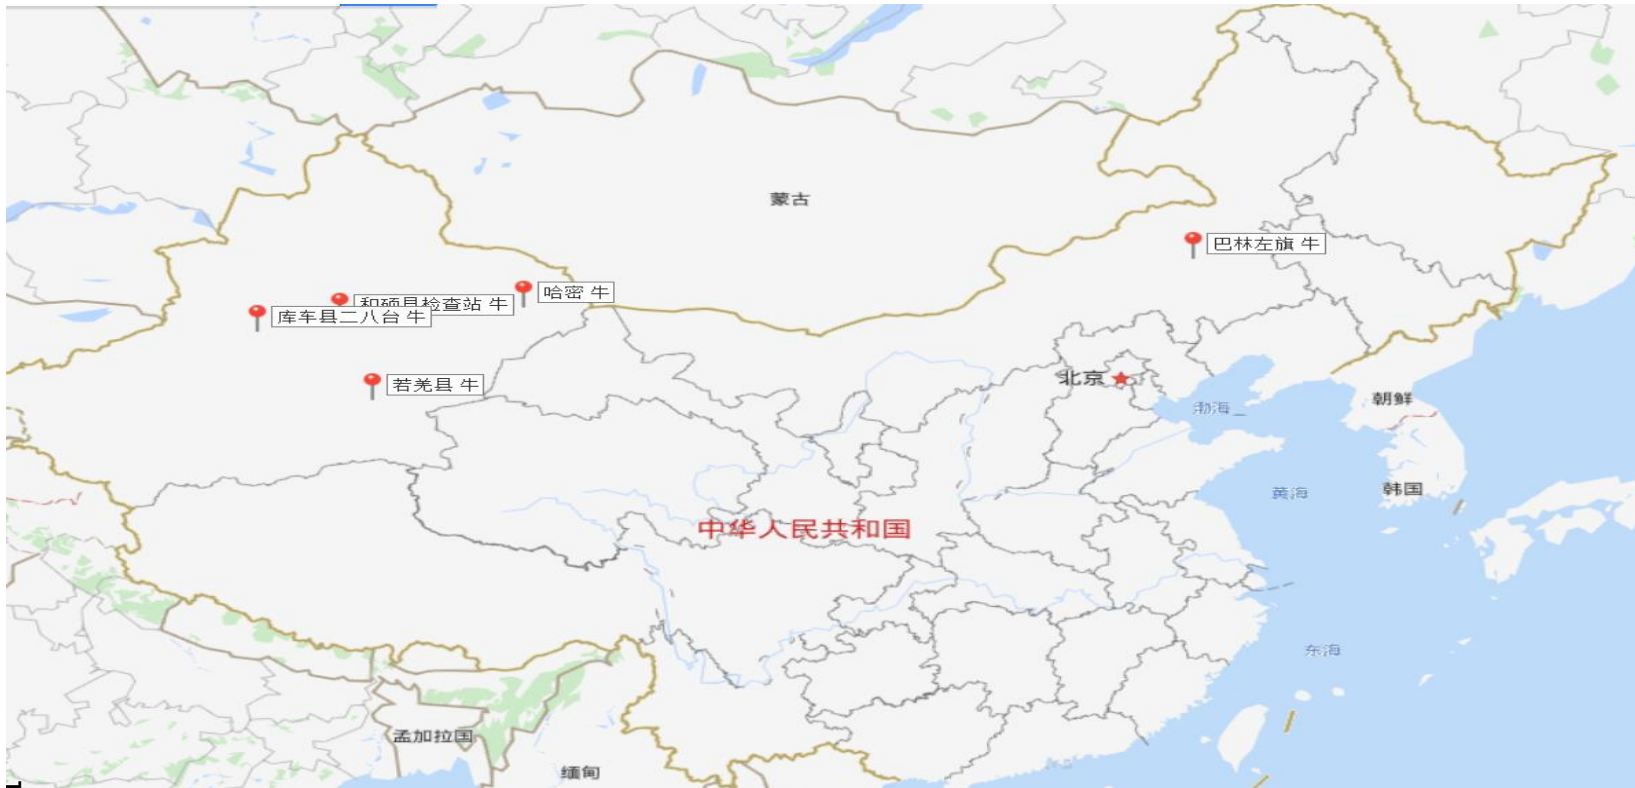 蒙古
巴林左旗 牛
哈密 牛
和硕县检查站 牛
库车县二八台 牛
若羌县 牛
北京
朝鲜
渤海
韩国
黄海
中华人民共和国
东海
孟加拉国
缅甸